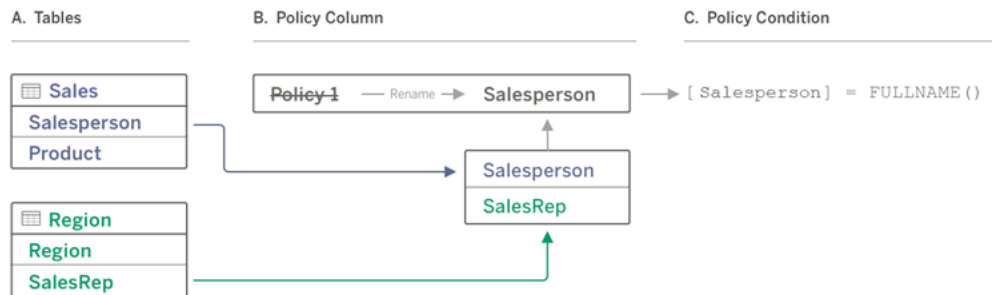 A. Tables
B. Policy Column
C. Policy Condition
Sales
Salesperson
Product
Region
Region
SalesRep
Policy 1 Rename Salesperson
Salesperson
SalesRep
[Salesperson] = FULLNAME()